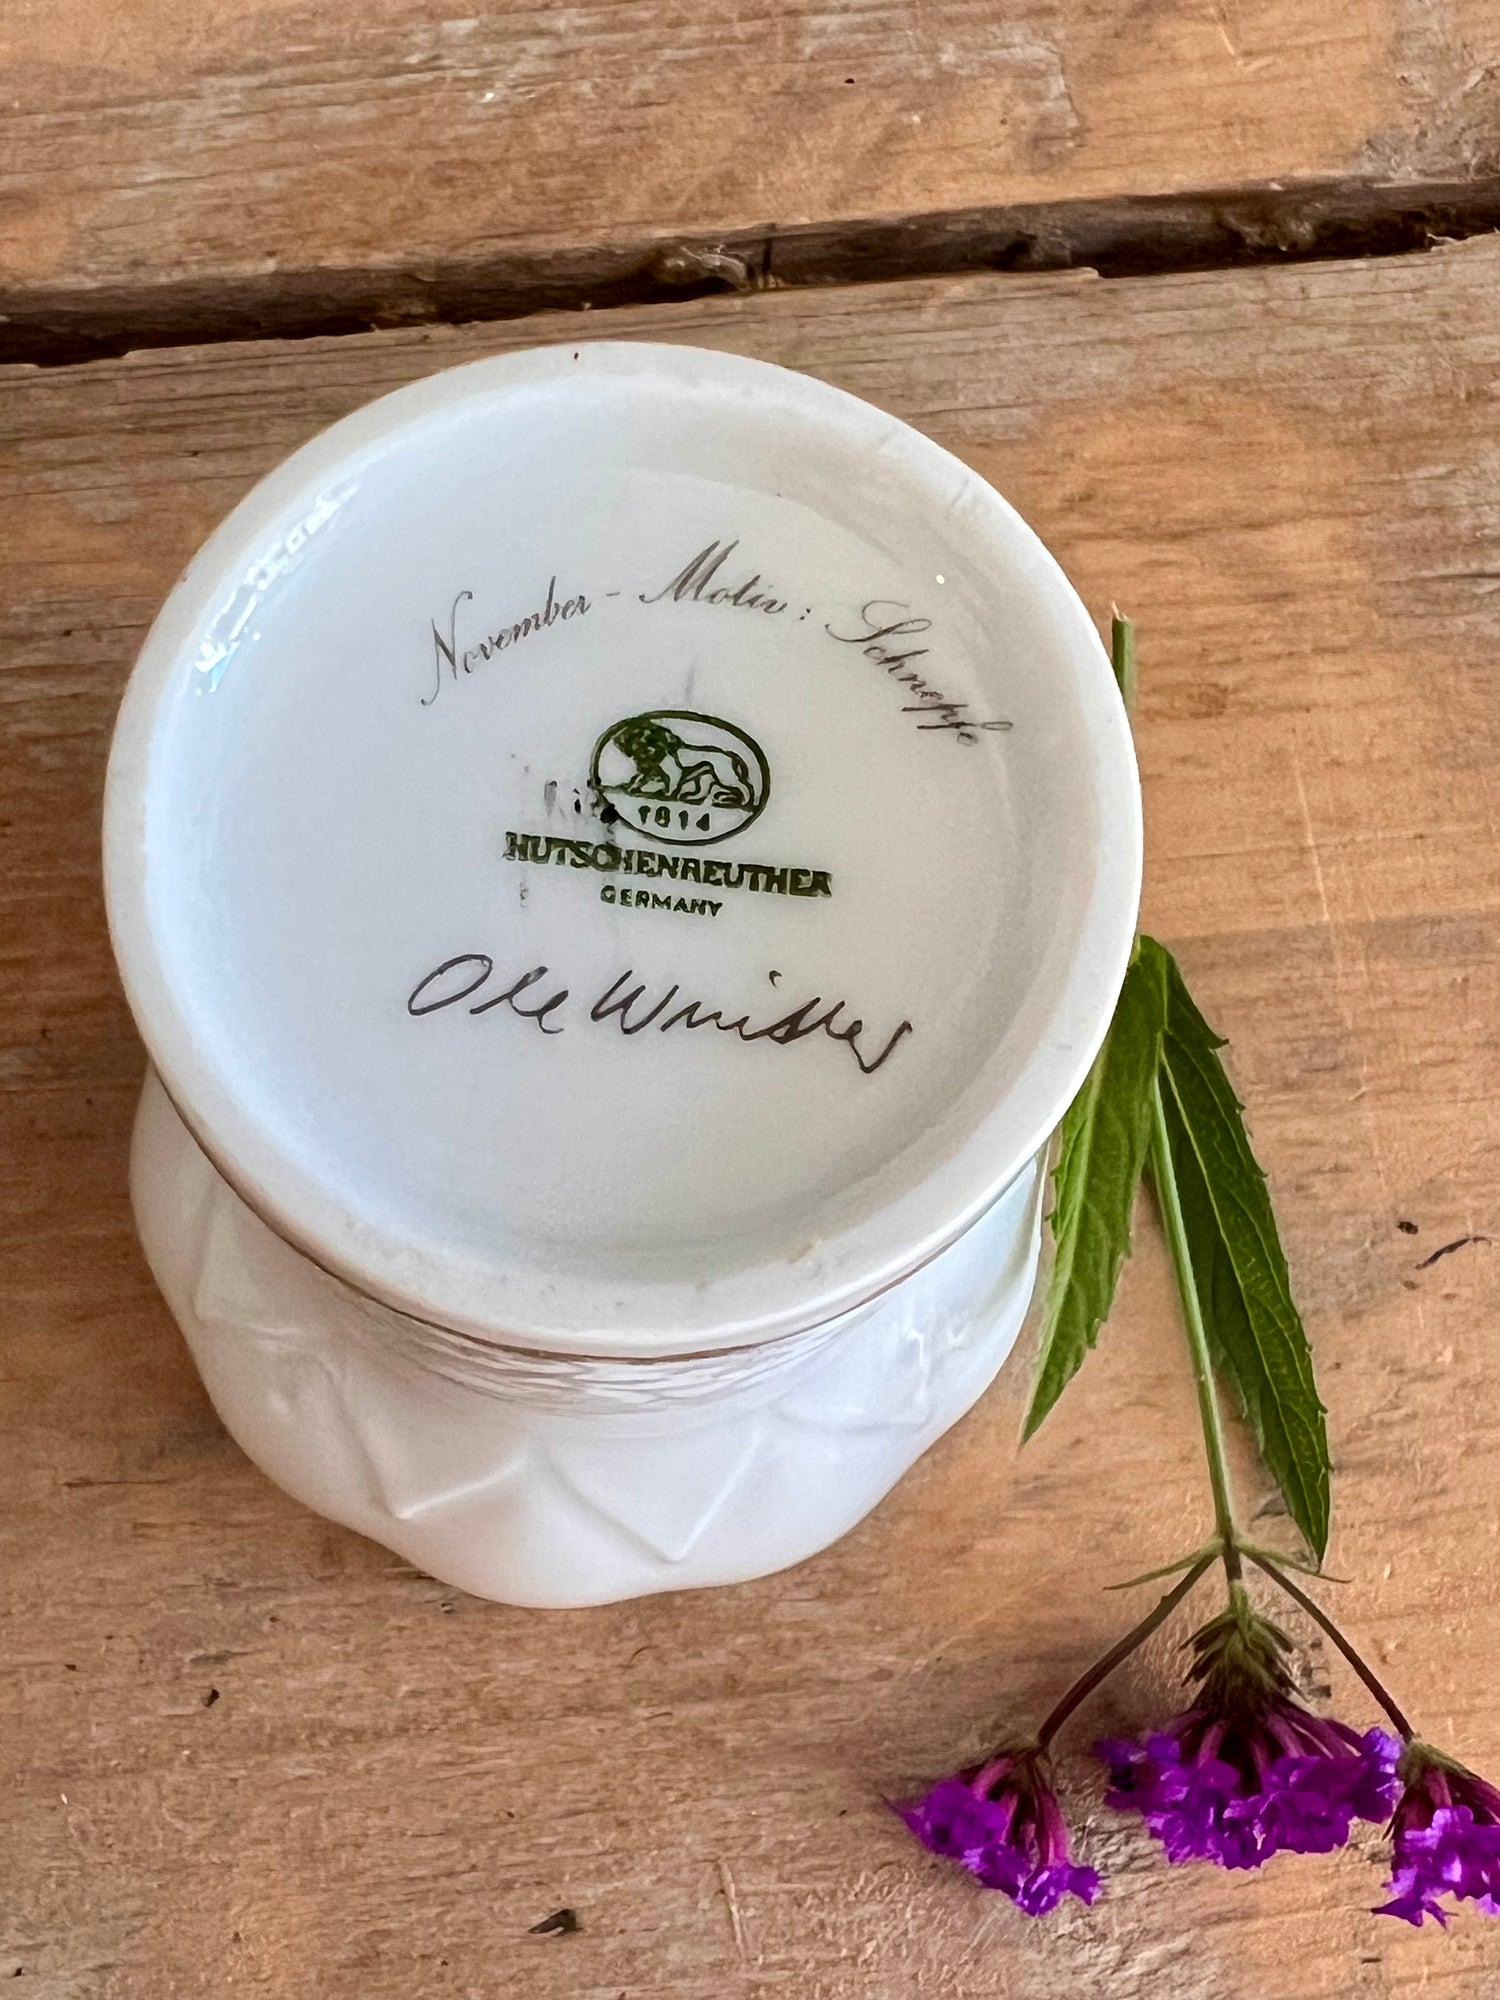 November - Motiv: Schnepfe
1814
HUTSCHENREUTHER
GERMANY
Ole Winther